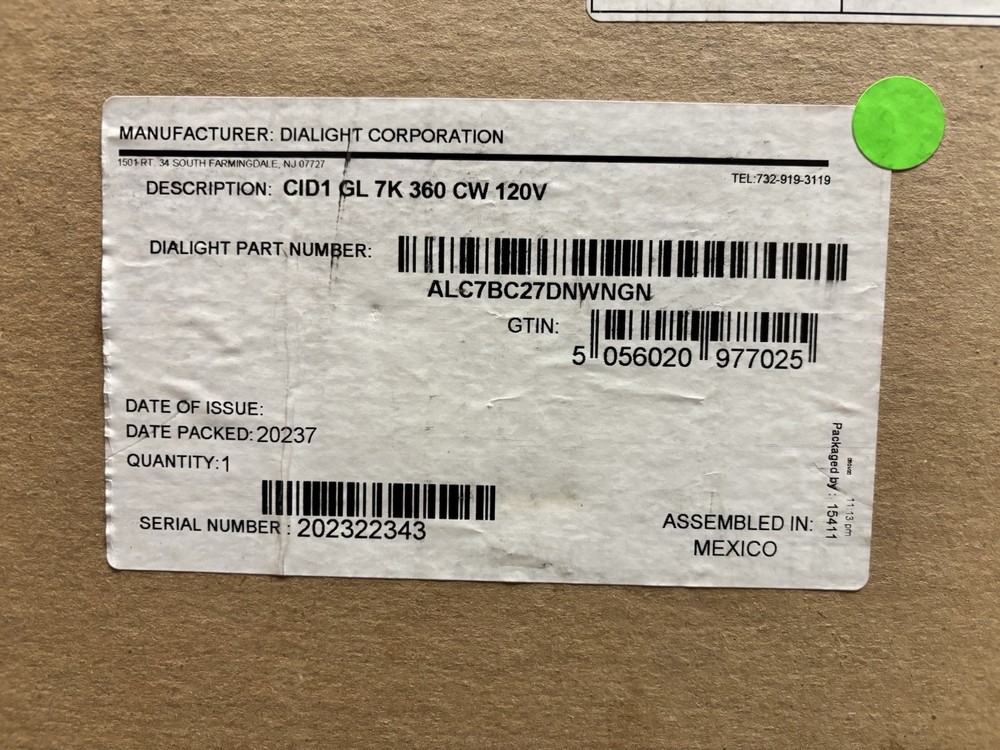 MANUFACTURER: DIALIGHT CORPORATION
1501 RT. 34 SOUTH FARMINGDALE, NJ 07727
TEL:732-919-3119
DESCRIPTION: CID1 GL 7K 360 CW 120V
DIALIGHT PART NUMBER:
ALC7BC27DNWNGN
GTIN:
5 056020 977025
DATE OF ISSUE:
DATE PACKED: 20237
QUANTITY:1
SERIAL NUMBER : 202322343
ASSEMBLED IN:
MEXICO
Packaged by : 15411
11:13 pm